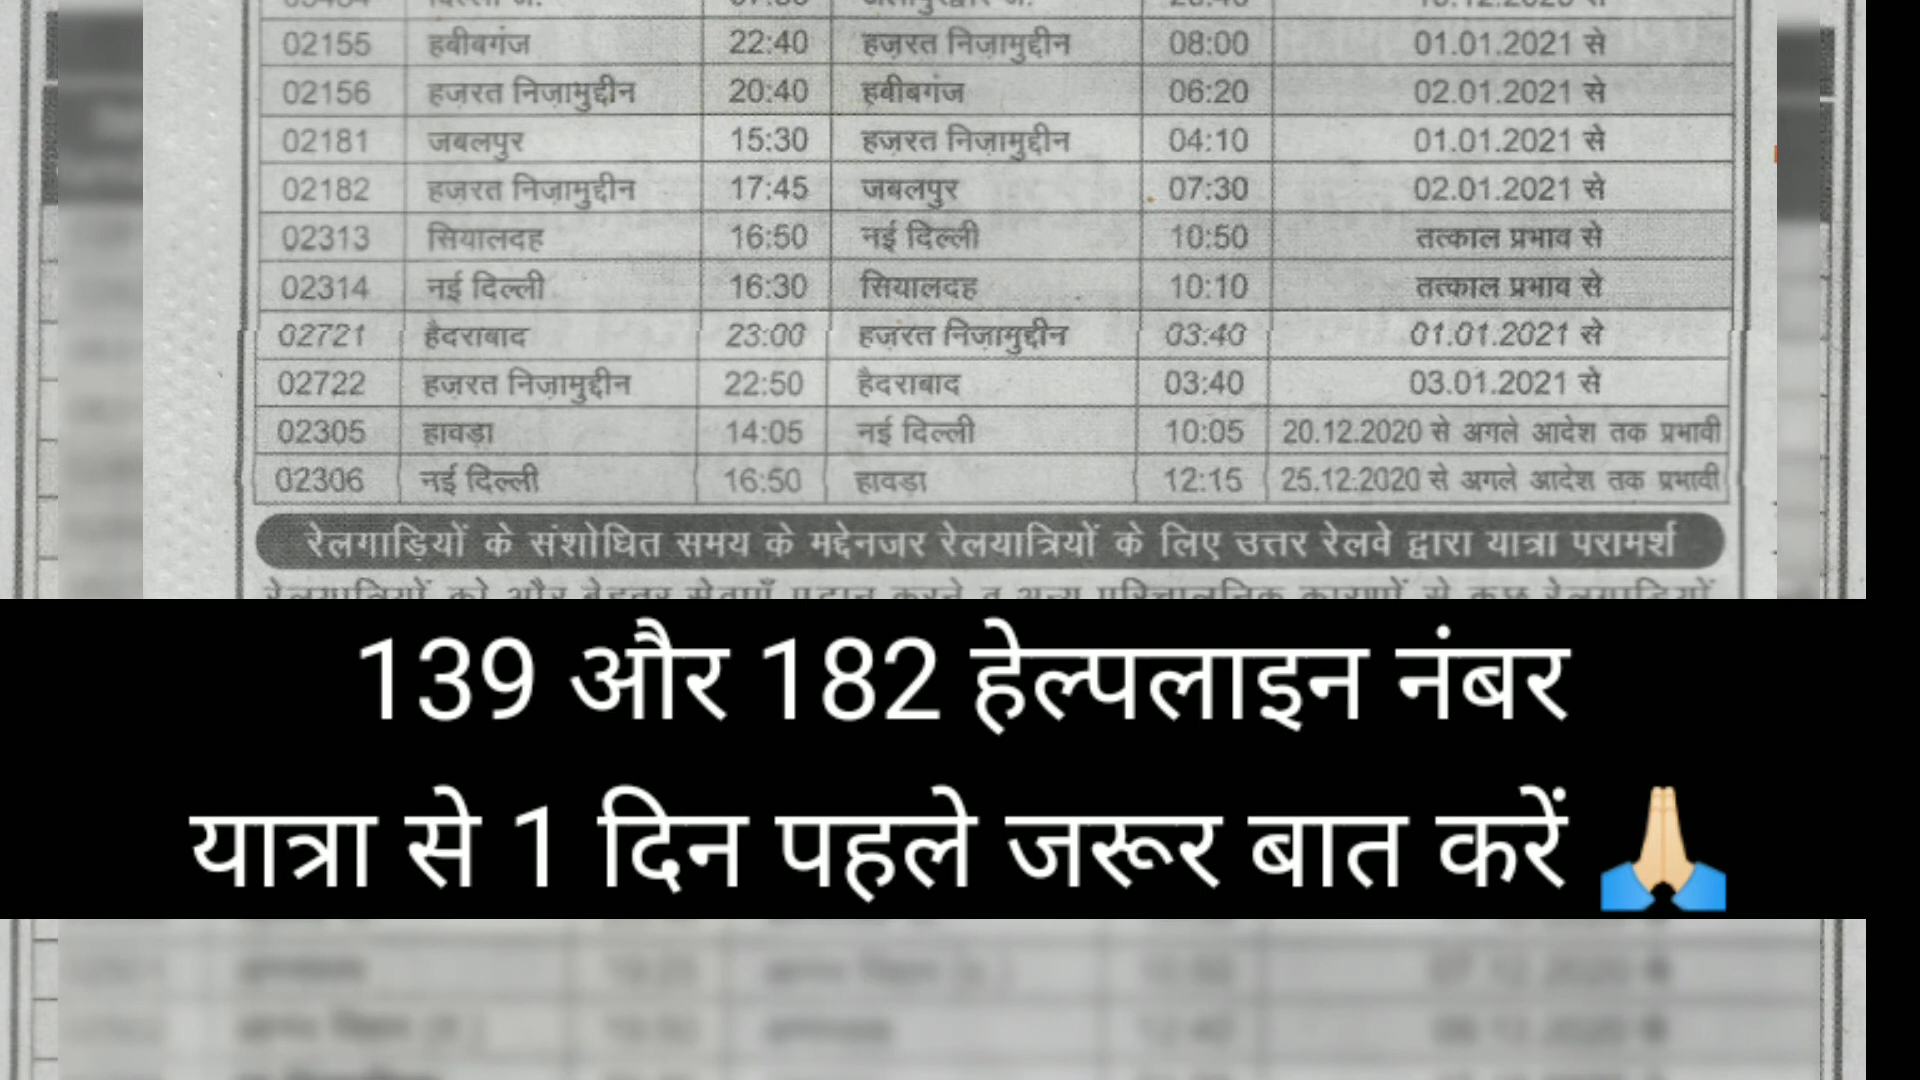 02155 हबीबगंज 22:40 हज़रत निज़ामुद्दीन 08:00 01.01.2021 से
02156 हज़रत निज़ामुद्दीन 20:40 हबीबगंज 06:20 02.01.2021 से
02181 जबलपुर 15:30 हज़रत निज़ामुद्दीन 04:10 01.01.2021 से
02182 हज़रत निज़ामुद्दीन 17:45 जबलपुर 07:30 02.01.2021 से
02313 सियालदह 16:50 नई दिल्ली 10:50 तत्काल प्रभाव से
02314 नई दिल्ली 16:30 सियालदह 10:10 तत्काल प्रभाव से
02721 हैदराबाद 23:00 हज़रत निज़ामुद्दीन 03:40 01.01.2021 से
02722 हज़रत निज़ामुद्दीन 22:50 हैदराबाद 03:40 03.01.2021 से
02305 हावड़ा 14:05 नई दिल्ली 10:05 20.12.2020 से अगले आदेश तक प्रभावी
02306 नई दिल्ली 16:50 हावड़ा 12:15 25.12.2020 से अगले आदेश तक प्रभावी
रेलगाड़ियों के संशोधित समय के मद्देनजर रेलयात्रियों के लिए उत्तर रेलवे द्वारा यात्रा परामर्श
139 और 182 हेल्पलाइन नंबर
यात्रा से 1 दिन पहले जरूर बात करें 🙏🏻